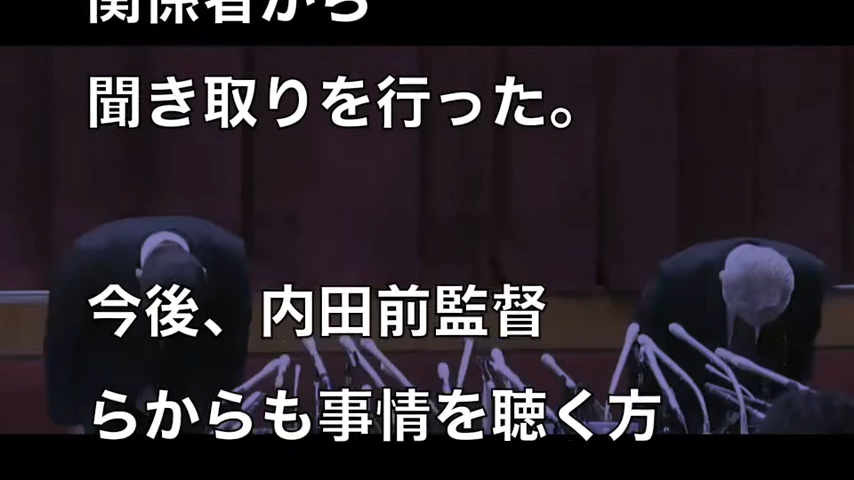 関係者から
聞き取りを行った。
今後、内田前監督
らからも事情を聴く方